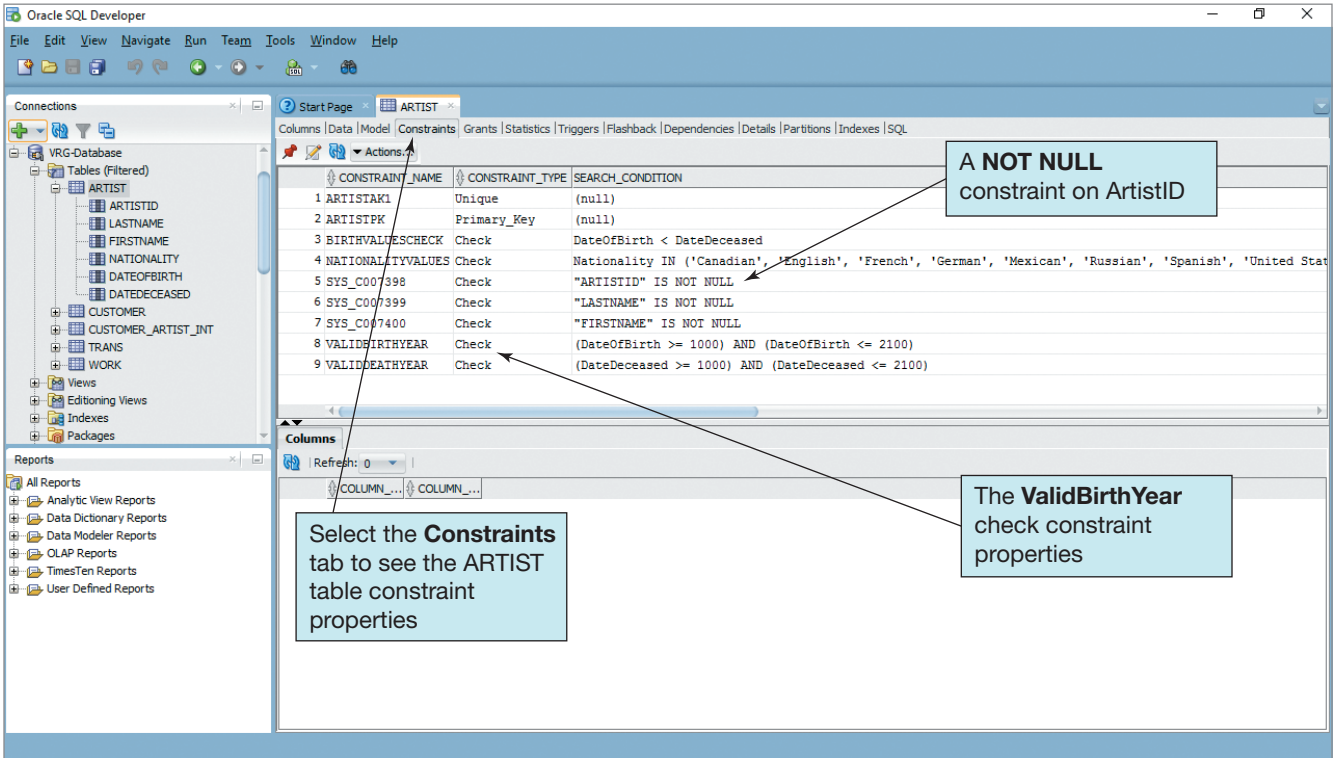 Oracle SQL Developer
File Edit View Navigate Run Team Tools Window Help
Connections
VRG-Database
Tables (Filtered)
ARTIST
ARTISTID
LASTNAME
FIRSTNAME
NATIONALITY
DATEOFBIRTH
DATEDECEASED
CUSTOMER
CUSTOMER_ARTIST_INT
TRANS
WORK
Views
Editioning Views
Indexes
Packages
Reports
All Reports
Analytic View Reports
Data Dictionary Reports
Data Modeler Reports
OLAP Reports
TimesTen Reports
User Defined Reports
Start Page ARTIST
Columns Data Model Constraints Grants Statistics Triggers Flashback Dependencies Details Partitions Indexes SQL
Actions...
CONSTRAINT_NAME CONSTRAINT_TYPE SEARCH_CONDITION
1 ARTISTAK1 Unique (null)
2 ARTISTPK Primary_Key (null)
3 BIRTHVALUESCHECK Check DateOfBirth < DateDeceased
4 NATIONALITYVALUES Check Nationality IN ('Canadian', 'English', 'French', 'German', 'Mexican', 'Russian', 'Spanish', 'United Stat
5 SYS_C007398 Check "ARTISTID" IS NOT NULL
6 SYS_C007399 Check "LASTNAME" IS NOT NULL
7 SYS_C007400 Check "FIRSTNAME" IS NOT NULL
8 VALIDBIRTHYEAR Check (DateOfBirth >= 1000) AND (DateOfBirth <= 2100)
9 VALIDDEATHYEAR Check (DateDeceased >= 1000) AND (DateDeceased <= 2100)
A NOT NULL
constraint on ArtistID
Columns
Refresh: 0
COLUMN_... COLUMN_...
Select the Constraints
tab to see the ARTIST
table constraint
properties
The ValidBirthYear
check constraint
properties